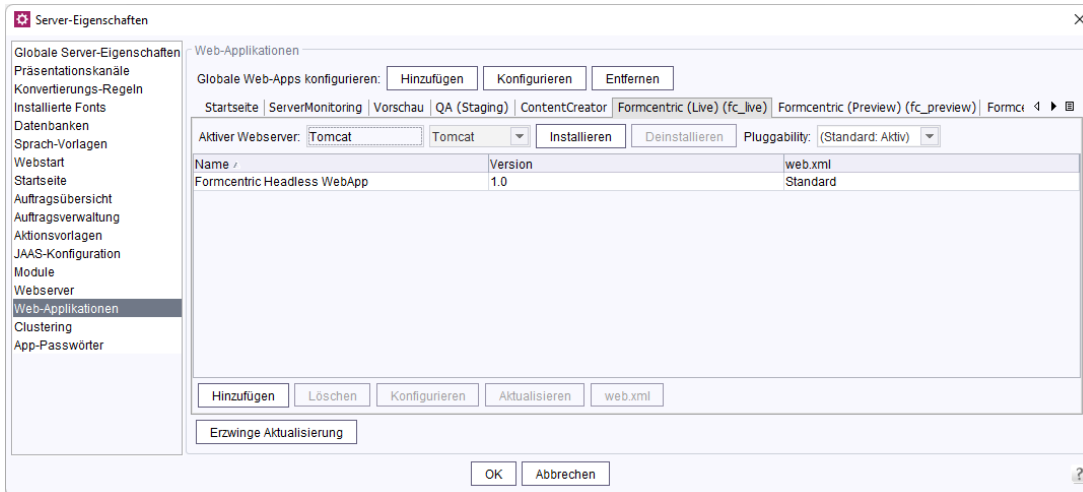 Server-Eigenschaften
Globale Server-Eigenschaften
Präsentationskanäle
Konvertierungs-Regeln
Installierte Fonts
Datenbanken
Sprach-Vorlagen
Webstart
Startseite
Auftragsübersicht
Auftragsverwaltung
Aktionsvorlagen
JAAS-Konfiguration
Module
Webserver
Web-Applikationen
Clustering
App-Passwörter
Web-Applikationen
Globale Web-Apps konfigurieren: Hinzufügen Konfigurieren Entfernen
Startseite ServerMonitoring Vorschau QA (Staging) ContentCreator Formcentric (Live) (fc_live) Formcentric (Preview) (fc_preview)
Aktiver Webserver: Tomcat Tomcat Installieren Deinstallieren Pluggability: (Standard: Aktiv)
Name Version web.xml
Formcentric Headless WebApp 1.0 Standard
Hinzufügen Löschen Konfigurieren Aktualisieren web.xml
Erzwinge Aktualisierung
OK Abbrechen ?